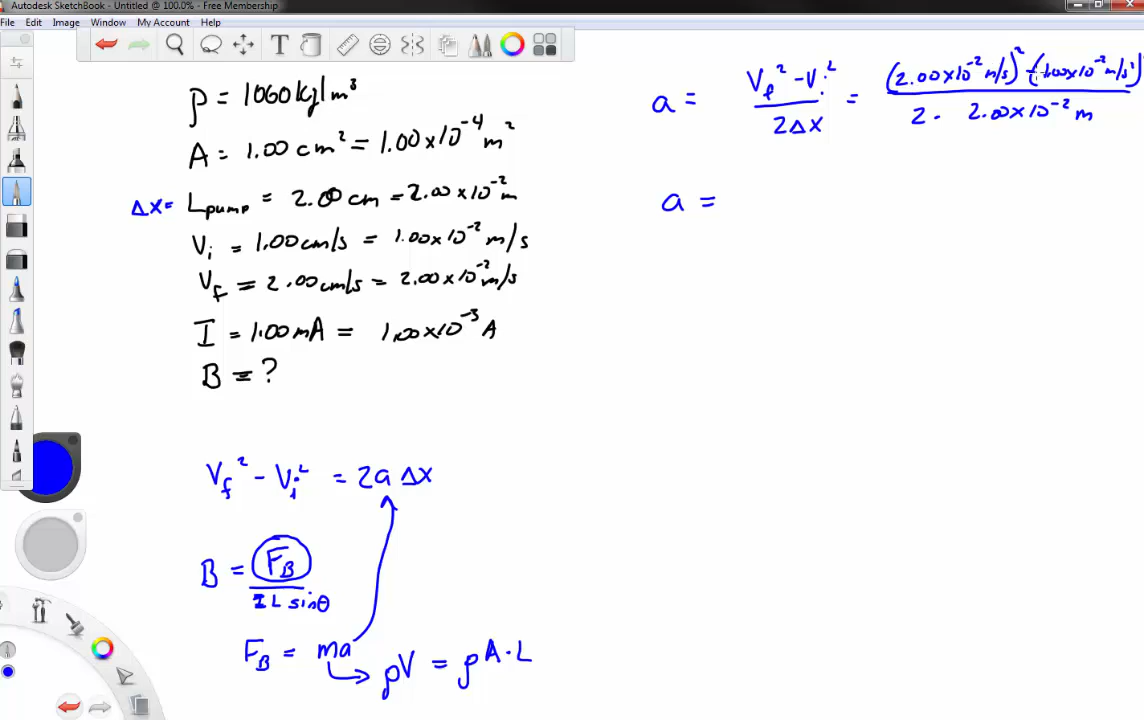 Autodesk SketchBook - Untitled @ 100.0% - Free Membership
File Edit Image Window My Account Help
ρ = 1060 kg/m³
A = 1.00 cm² = 1.00 x 10⁻⁴ m²
Δx = L_pump = 2.00 cm = 2.00 x 10⁻² m
V_i = 1.00 cm/s = 1.00 x 10⁻² m/s
V_f = 2.00 cm/s = 2.00 x 10⁻² m/s
I = 1.00 mA = 1.00 x 10⁻³ A
B = ?
V_f² - V_i² = 2a Δx
B = F_B / I L sinθ
F_B = ma
ρV = ρA·L
a = (V_f² - V_i²) / 2Δx = (2.00 x 10⁻² m/s)² - (1.00 x 10⁻² m/s)² / 2 · 2.00 x 10⁻² m
a =